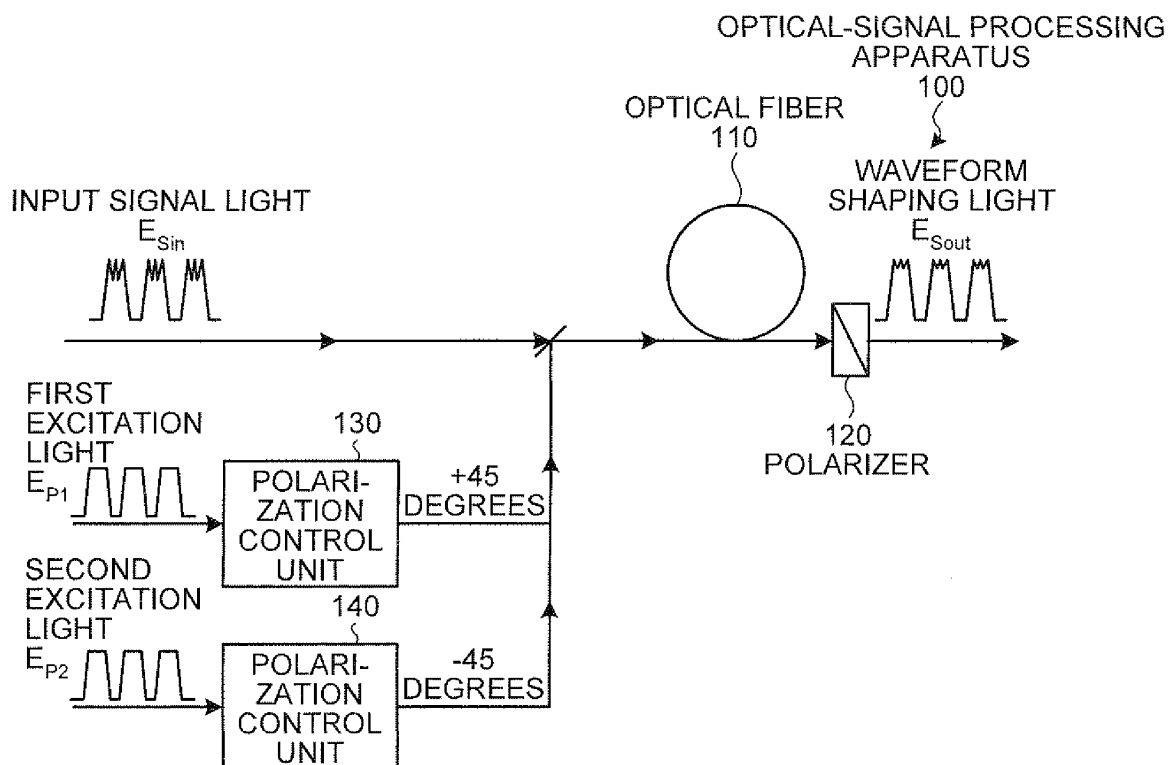 OPTICAL-SIGNAL PROCESSING
APPARATUS
100
OPTICAL FIBER
110
WAVEFORM
SHAPING LIGHT
E_Sout
INPUT SIGNAL LIGHT
E_Sin
120
POLARIZER
FIRST
EXCITATION
LIGHT
E_P1
130
POLARI-
ZATION
CONTROL
UNIT
+45
DEGREES
SECOND
EXCITATION
LIGHT
E_P2
140
POLARI-
ZATION
CONTROL
UNIT
-45
DEGREES